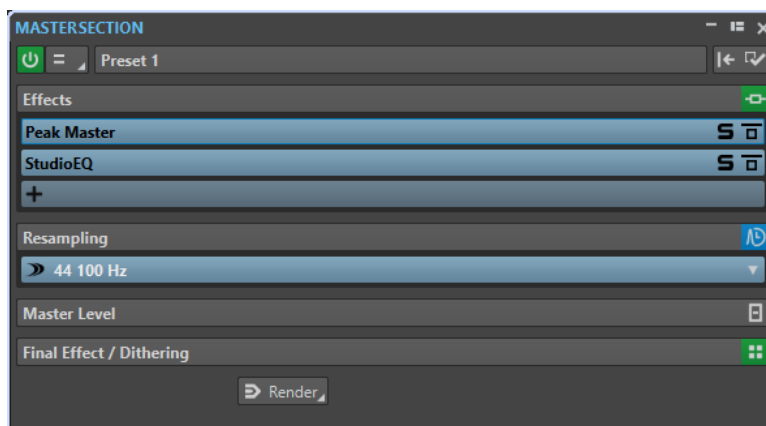 MASTERSECTION
Preset 1
Effects
Peak Master S
StudioEQ S
Resampling
44 100 Hz
Master Level
Final Effect / Dithering
Render